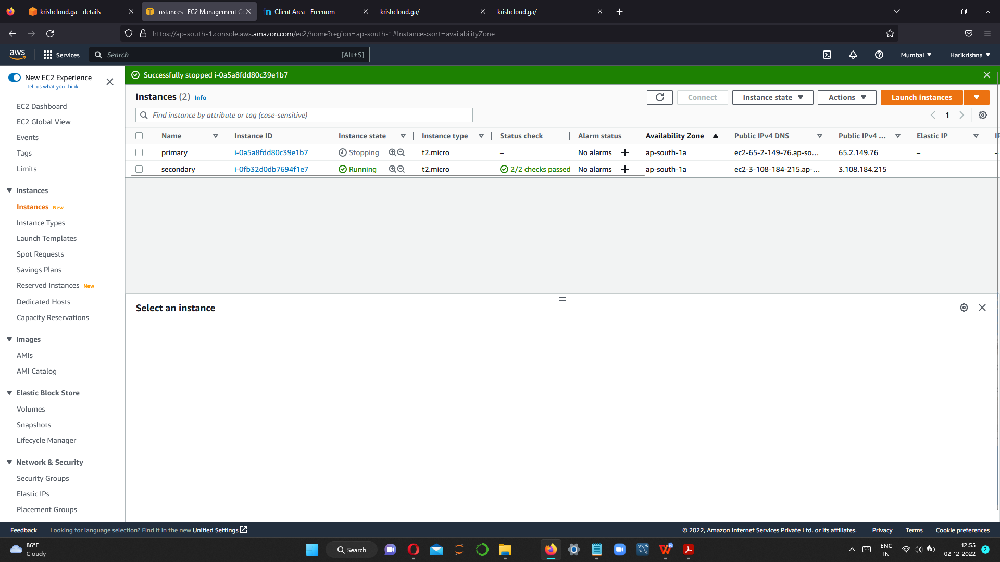 krishcloud.ga - details
Instances | EC2 Management Co
Client Area - Freenom
krishcloud.ga/
krishcloud.ga/
https://ap-south-1.console.aws.amazon.com/ec2/home?region=ap-south-1#Instances:sort=availabilityZone
aws
Services
Search
[Alt+S]
Mumbai
Harikrishna
New EC2 Experience
Tell us what you think
EC2 Dashboard
EC2 Global View
Events
Tags
Limits
Instances
Instances New
Instance Types
Launch Templates
Spot Requests
Savings Plans
Reserved Instances New
Dedicated Hosts
Capacity Reservations
Images
AMIs
AMI Catalog
Elastic Block Store
Volumes
Snapshots
Lifecycle Manager
Network & Security
Security Groups
Elastic IPs
Placement Groups
Successfully stopped i-0a5a8fdd80c39e1b7
Instances (2) Info
Connect
Instance state
Actions
Launch instances
Find instance by attribute or tag (case-sensitive)
1
Name Instance ID Instance state Instance type Status check Alarm status Availability Zone Public IPv4 DNS Public IPv4 ... Elastic IP
primary i-0a5a8fdd80c39e1b7 Stopping t2.micro – No alarms + ap-south-1a ec2-65-2-149-76.ap-so... 65.2.149.76 –
secondary i-0fb32d0db7694f1e7 Running t2.micro 2/2 checks passed No alarms + ap-south-1a ec2-3-108-184-215.ap-... 3.108.184.215 –
Select an instance
Feedback
Looking for language selection? Find it in the new Unified Settings
© 2022, Amazon Internet Services Private Ltd. or its affiliates.
Privacy
Terms
Cookie preferences
86°F
Cloudy
Search
ENG
IN
12:55
02-12-2022
2